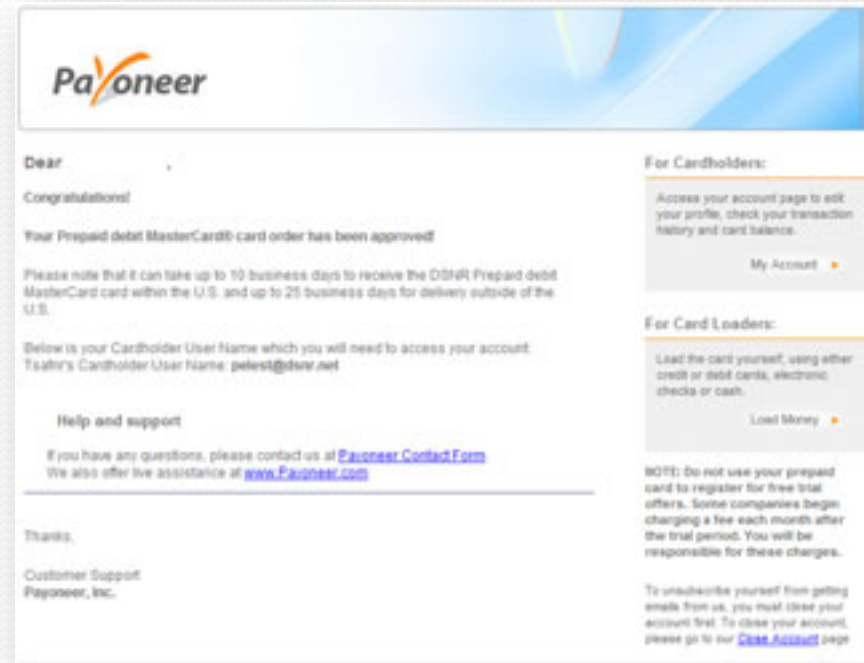 Payoneer
Dear ,
Congratulations!
Your Prepaid debit MasterCard® card order has been approved!
Please note that it can take up to 10 business days to receive the DSNR Prepaid debit
MasterCard card within the U.S. and up to 25 business days for delivery outside of the
U.S.
Below is your Cardholder User Name which you will need to access your account:
Tsafrir's Cardholder User Name: pelest@dsnr.net
Help and support
If you have any questions, please contact us at Payoneer Contact Form
We also offer live assistance at www.Payoneer.com
Thanks,
Customer Support
Payoneer, Inc.
For Cardholders:
Access your account page to edit
your profile, check your transaction
history and card balance.
My Account
For Card Loaders:
Load the card yourself, using either
credit or debit cards, electronic
checks or cash.
Load Money
NOTE: Do not use your prepaid
card to register for free trial
offers. Some companies begin
charging a fee each month after
the trial period. You will be
responsible for these charges.
To unsubscribe yourself from getting
emails from us, you must close your
account first. To close your account,
please go to our Close Account page